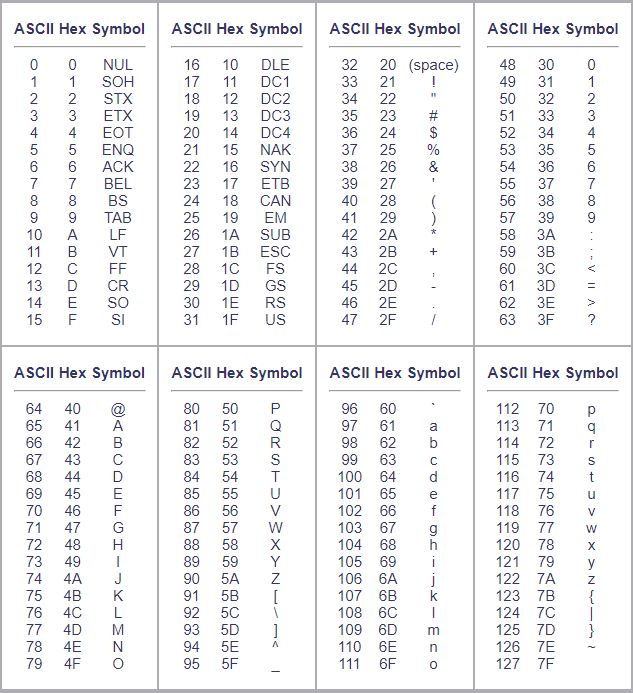 ASCII Hex Symbol ASCII Hex Symbol ASCII Hex Symbol ASCII Hex Symbol
0 0 NUL 16 10 DLE 32 20 (space) 48 30 0
1 1 SOH 17 11 DC1 33 21 ! 49 31 1
2 2 STX 18 12 DC2 34 22 " 50 32 2
3 3 ETX 19 13 DC3 35 23 # 51 33 3
4 4 EOT 20 14 DC4 36 24 $ 52 34 4
5 5 ENQ 21 15 NAK 37 25 % 53 35 5
6 6 ACK 22 16 SYN 38 26 & 54 36 6
7 7 BEL 23 17 ETB 39 27 ' 55 37 7
8 8 BS 24 18 CAN 40 28 ( 56 38 8
9 9 TAB 25 19 EM 41 29 ) 57 39 9
10 A LF 26 1A SUB 42 2A * 58 3A :
11 B VT 27 1B ESC 43 2B + 59 3B ;
12 C FF 28 1C FS 44 2C , 60 3C <
13 D CR 29 1D GS 45 2D - 61 3D =
14 E SO 30 1E RS 46 2E . 62 3E >
15 F SI 31 1F US 47 2F / 63 3F ?
ASCII Hex Symbol ASCII Hex Symbol ASCII Hex Symbol ASCII Hex Symbol
64 40 @ 80 50 P 96 60 ` 112 70 p
65 41 A 81 51 Q 97 61 a 113 71 q
66 42 B 82 52 R 98 62 b 114 72 r
67 43 C 83 53 S 99 63 c 115 73 s
68 44 D 84 54 T 100 64 d 116 74 t
69 45 E 85 55 U 101 65 e 117 75 u
70 46 F 86 56 V 102 66 f 118 76 v
71 47 G 87 57 W 103 67 g 119 77 w
72 48 H 88 58 X 104 68 h 120 78 x
73 49 I 89 59 Y 105 69 i 121 79 y
74 4A J 90 5A Z 106 6A j 122 7A z
75 4B K 91 5B [ 107 6B k 123 7B {
76 4C L 92 5C \ 108 6C l 124 7C |
77 4D M 93 5D ] 109 6D m 125 7D }
78 4E N 94 5E ^ 110 6E n 126 7E ~
79 4F O 95 5F _ 111 6F o 127 7F